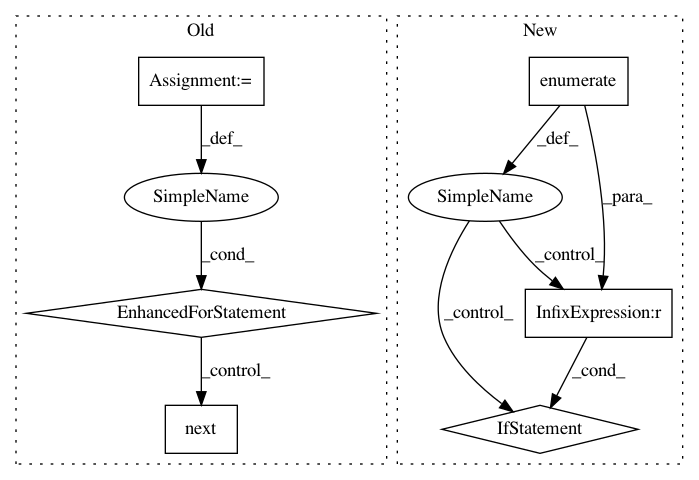 Old
New
Assignment:=
enumerate
_def_
_def_
SimpleName
SimpleName
_para_
_cond_
_control_
EnhancedForStatement
_control_
InfixExpression:r
_control_
_cond_
next
IfStatement